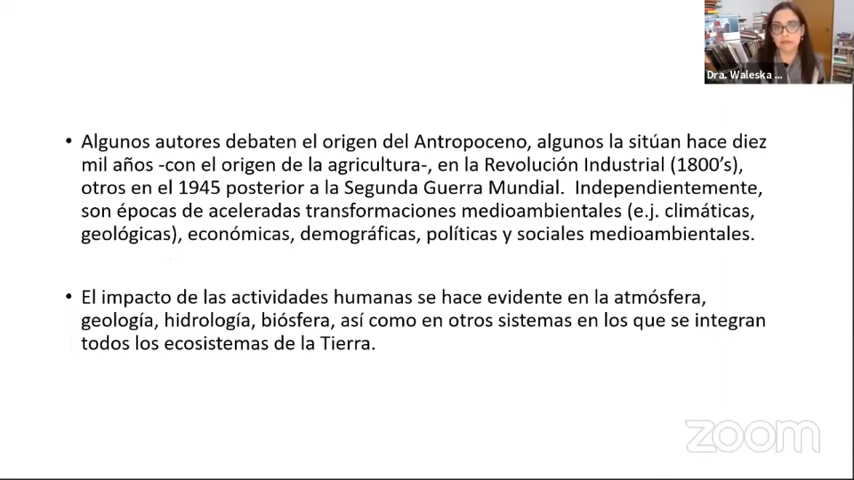 Dra. Waleska ...
• Algunos autores debaten el origen del Antropoceno, algunos la sitúan hace diez
mil años -con el origen de la agricultura-, en la Revolución Industrial (1800's),
otros en el 1945 posterior a la Segunda Guerra Mundial.  Independientemente,
son épocas de aceleradas transformaciones medioambientales (e.j. climáticas,
geológicas), económicas, demográficas, políticas y sociales medioambientales.
• El impacto de las actividades humanas se hace evidente en la atmósfera,
geología, hidrología, biósfera, así como en otros sistemas en los que se integran
todos los ecosistemas de la Tierra.
zoom